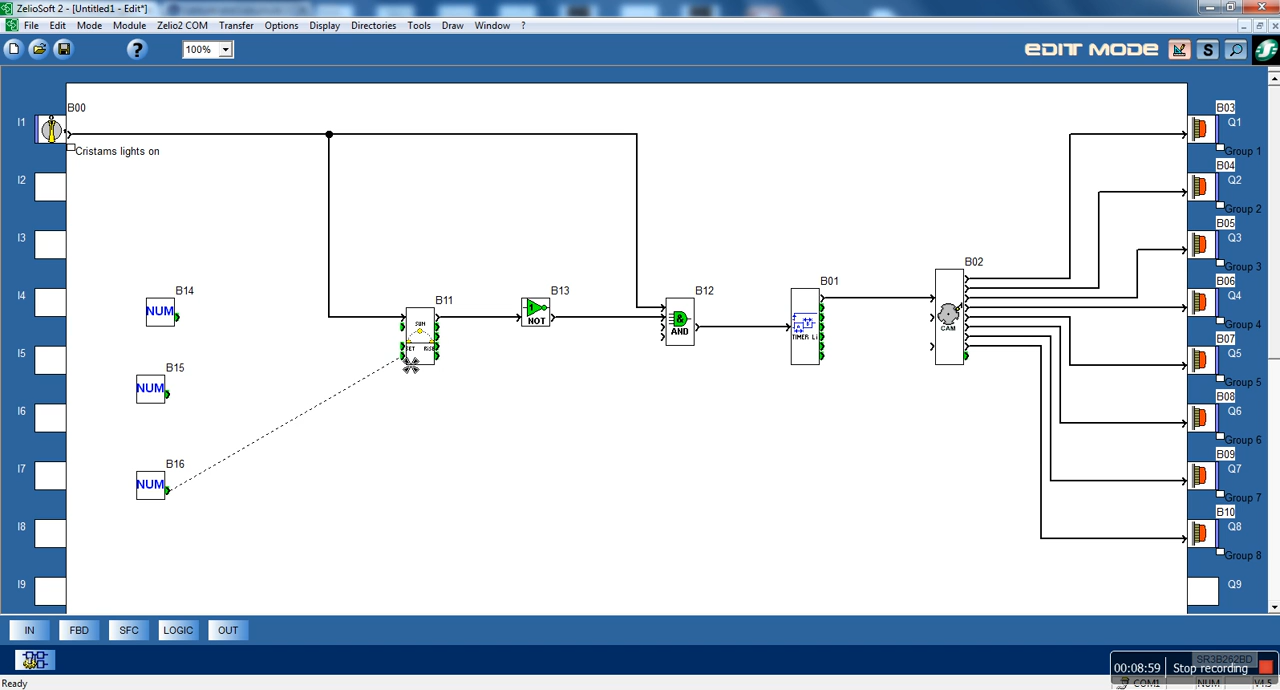 ZelioSoft 2 - [Untitled1 - Edit*]
File Edit Mode Module Zelio2 COM Transfer Options Display Directories Tools Draw Window ?
? 100% EDIT MODE S
B00 B03
I1 Q1
Cristams lights on Group 1
B04
I2 Q2
Group 2
B05
I3 Q3
B02 Group 3
B14 B11 B13 B12 B01 B06
I4 Q4
NUM SUN NOT & AND TIMER Li CAM Group 4
SET RISE
B07
I5 Q5
B15 Group 5
NUM B08
I6 Q6
Group 6
B16 B09
I7 Q7
NUM Group 7
B10
I8 Q8
Group 8
I9 Q9
IN FBD SFC LOGIC OUT
SR3B262BD
00:08:59 Stop recording
Ready COM1 NUM V4.5